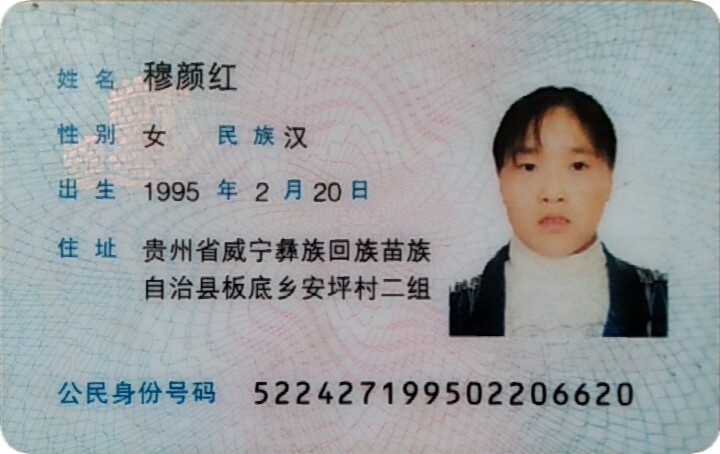 姓名 穆颜红
性别 女 民族 汉
出生 1995 年 2 月 20 日
住址 贵州省威宁彝族回族苗族
自治县板底乡安坪村二组
公民身份号码 522427199502206620